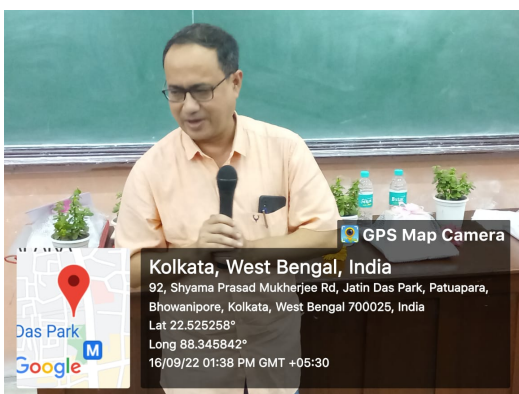 GPS Map Camera
Kolkata, West Bengal, India
92, Shyama Prasad Mukherjee Rd, Jatin Das Park, Patuapara,
Bhowanipore, Kolkata, West Bengal 700025, India
Lat 22.525258°
Long 88.345842°
16/09/22 01:38 PM GMT +05:30
Das Park
M
Google